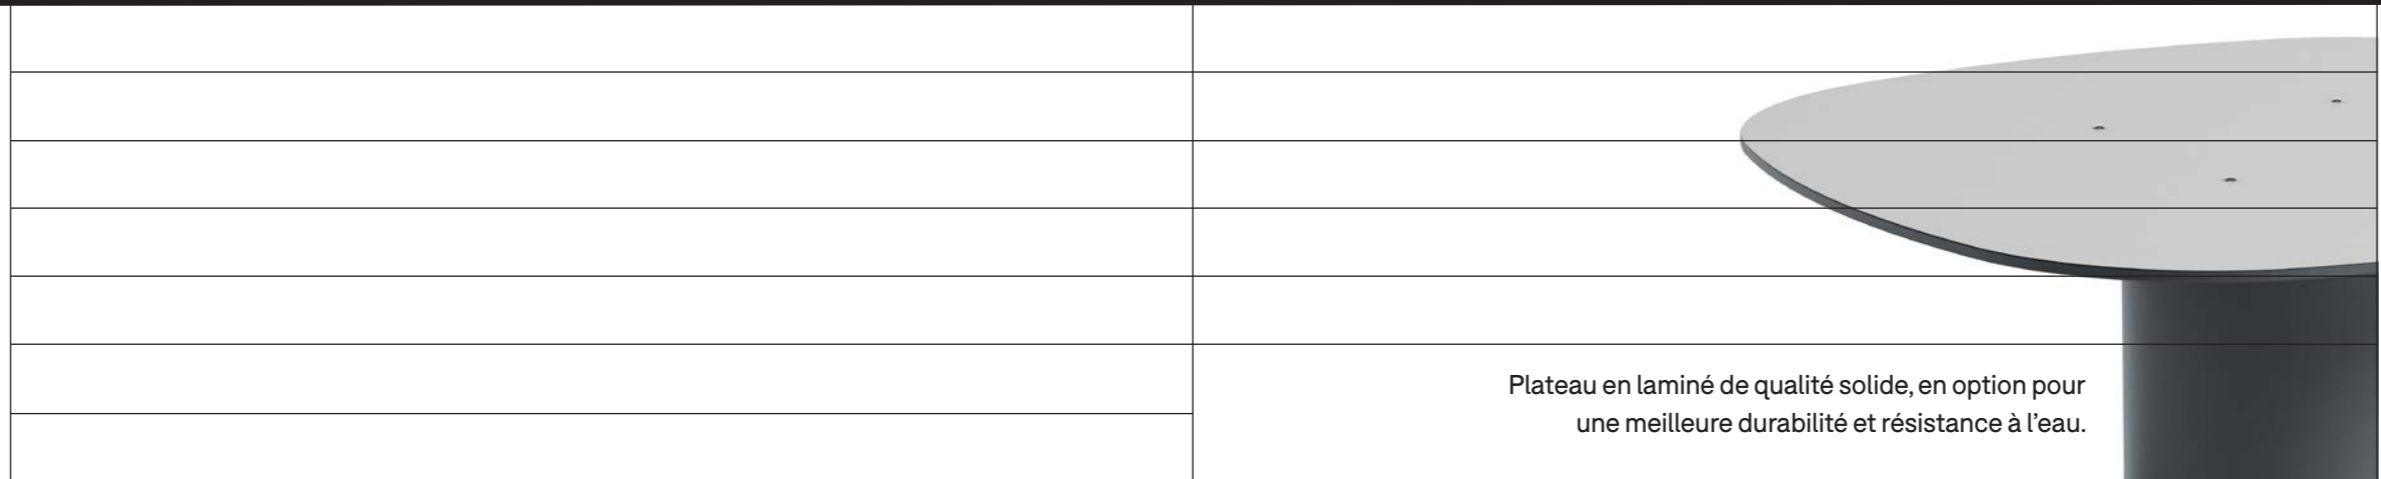 Plateau en laminé de qualité solide, en option pour
une meilleure durabilité et résistance à l’eau.